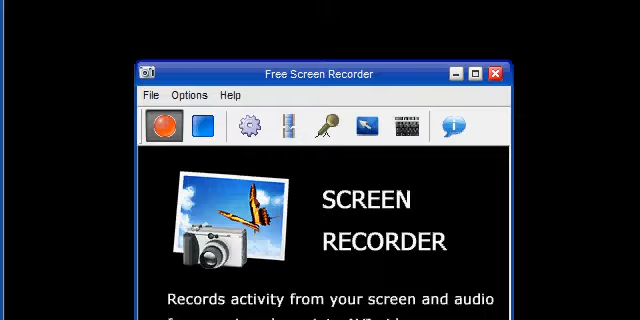 Free Screen Recorder
File Options Help
SCREEN
RECORDER
Records activity from your screen and audio